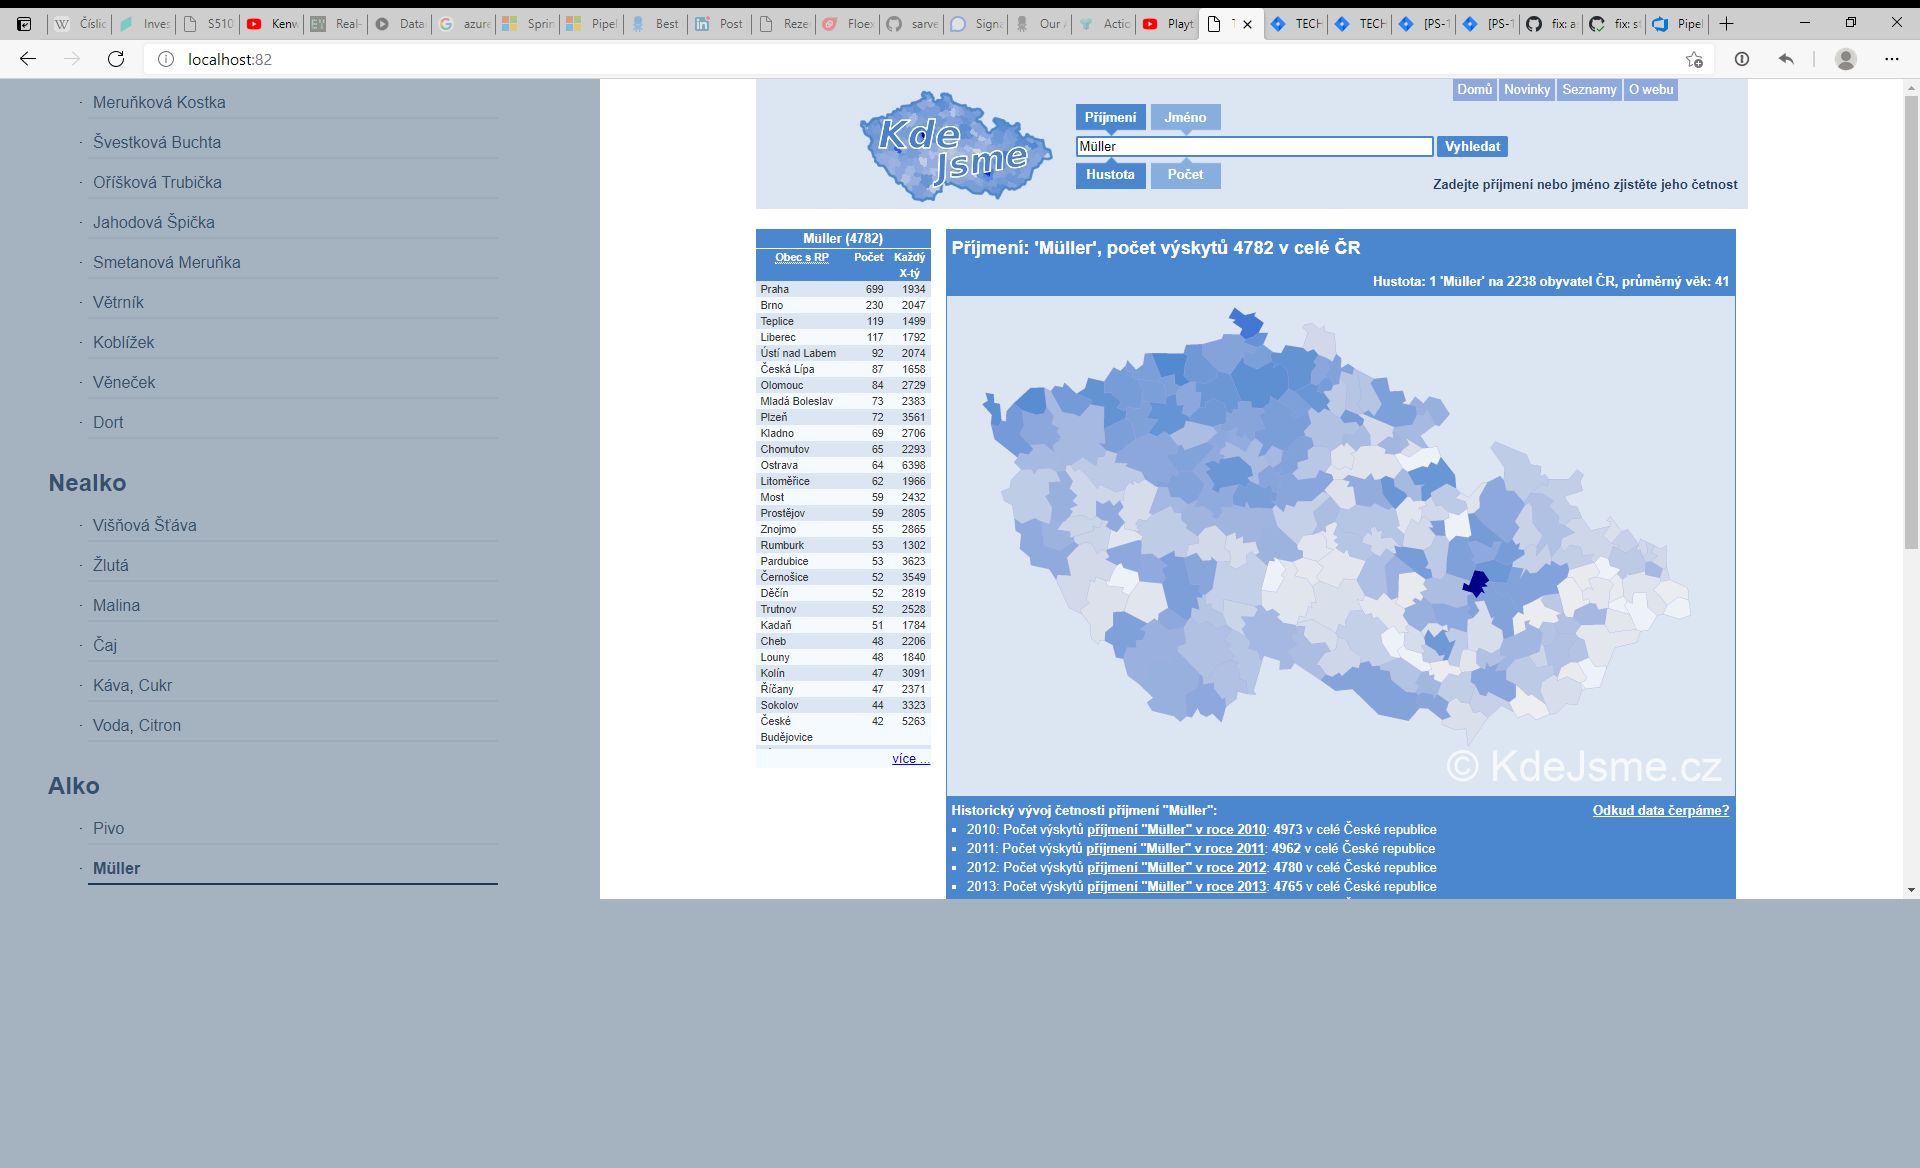 Číslic
Inves
S510
Kenw
Real-
Data
azure
Sprin
Pipel
Best
Post
Reze
Floex
sarve
Signa
Our A
Actio
Playt
TECH
TECH
[PS-1
[PS-1
fix: a
fix: st
Pipel
localhost:82
· Meruňková Kostka
· Švestková Buchta
· Oříšková Trubička
· Jahodová Špička
· Smetanová Meruňka
· Větrník
· Koblížek
· Věneček
· Dort
Nealko
· Višňová Šťáva
· Žlutá
· Malina
· Čaj
· Káva, Cukr
· Voda, Citron
Alko
· Pivo
· Müller
Domů Novinky Seznamy O webu
Kde
Jsme
Příjmení Jméno
Müller Vyhledat
Hustota Počet
Zadejte příjmení nebo jméno zjistěte jeho četnost
Müller (4782)
Obec s RP Počet Každý
X-tý
Praha 699 1934
Brno 230 2047
Teplice 119 1499
Liberec 117 1792
Ústí nad Labem 92 2074
Česká Lípa 87 1658
Olomouc 84 2729
Mladá Boleslav 73 2383
Plzeň 72 3561
Kladno 69 2706
Chomutov 65 2293
Ostrava 64 6398
Litoměřice 62 1966
Most 59 2432
Prostějov 59 2805
Znojmo 55 2865
Rumburk 53 1302
Pardubice 53 3623
Černošice 52 3549
Děčín 52 2819
Trutnov 52 2528
Kadaň 51 1784
Cheb 48 2206
Louny 48 1840
Kolín 47 3091
Říčany 47 2371
Sokolov 44 3323
České 42 5263
Budějovice
více ...
Příjmení: 'Müller', počet výskytů 4782 v celé ČR
Hustota: 1 'Müller' na 2238 obyvatel ČR, průměrný věk: 41
© KdeJsme.cz
Historický vývoj četnosti příjmení "Müller": Odkud data čerpáme?
▪ 2010: Počet výskytů příjmení "Müller" v roce 2010: 4973 v celé České republice
▪ 2011: Počet výskytů příjmení "Müller" v roce 2011: 4962 v celé České republice
▪ 2012: Počet výskytů příjmení "Müller" v roce 2012: 4780 v celé České republice
▪ 2013: Počet výskytů příjmení "Müller" v roce 2013: 4765 v celé České republice